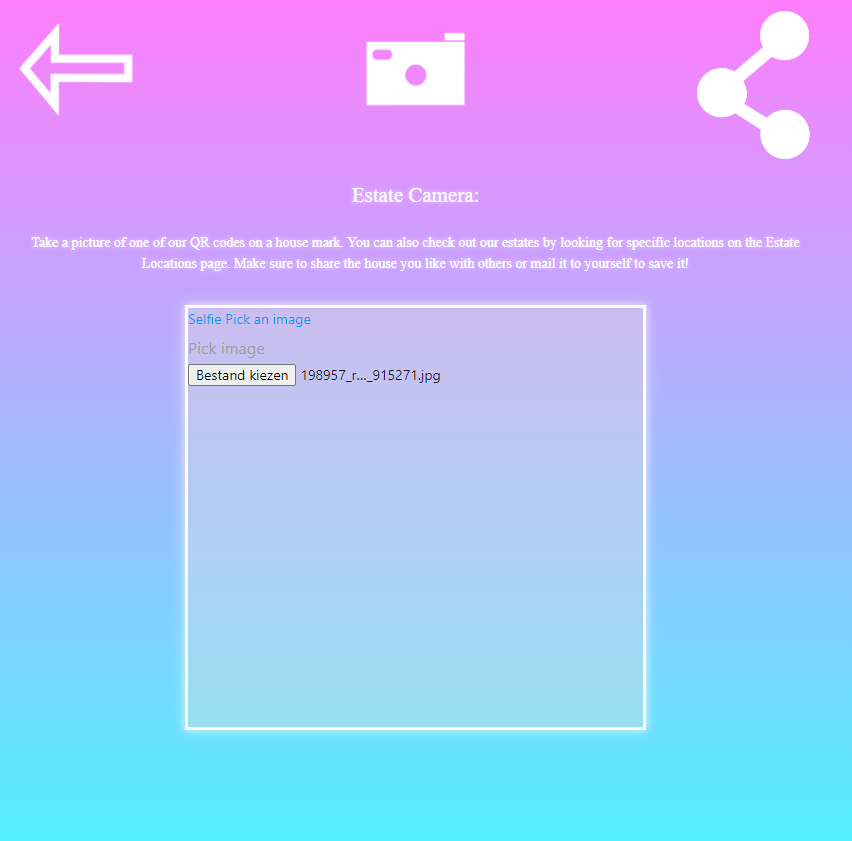 Estate Camera:
Take a picture of one of our QR codes on a house mark. You can also check out our estates by looking for specific locations on the Estate
Locations page. Make sure to share the house you like with others or mail it to yourself to save it!
Selfie Pick an image
Pick image
Bestand kiezen 198957_r..._915271.jpg